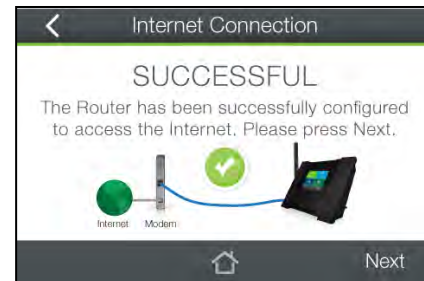 Internet Connection
SUCCESSFUL
The Router has been successfully configured
to access the Internet. Please press Next.
Internet Modem
Next